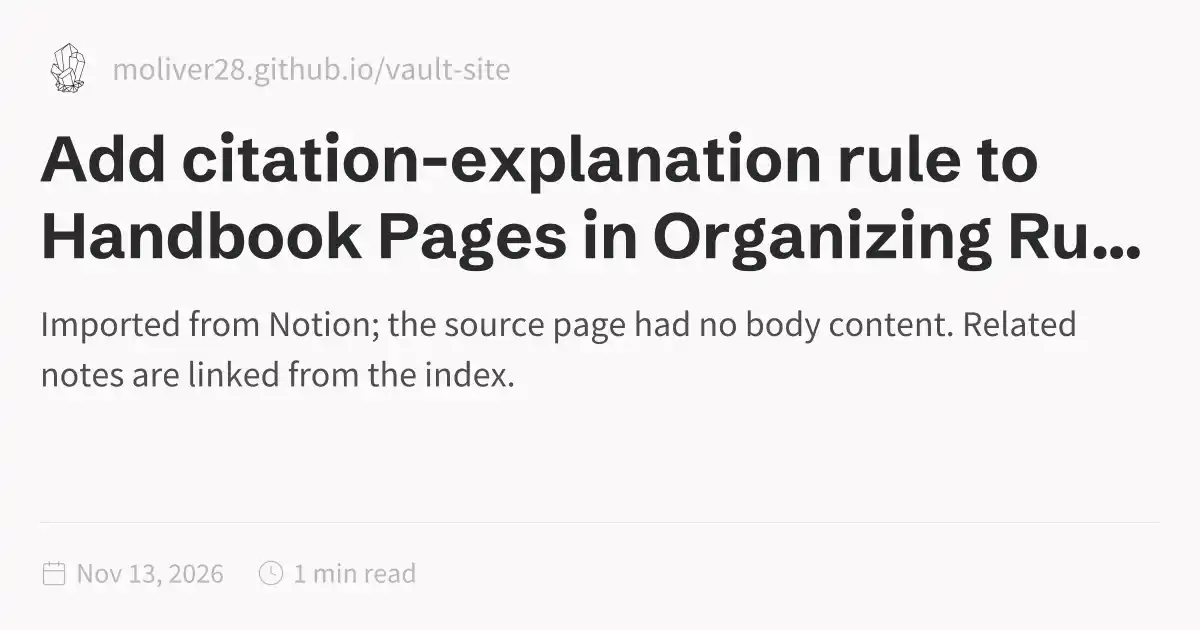 moliver28.github.io/vault-site
Add citation-explanation rule to
Handbook Pages in Organizing Ru...
Imported from Notion; the source page had no body content. Related
notes are linked from the index.
Nov 13, 2026
1 min read